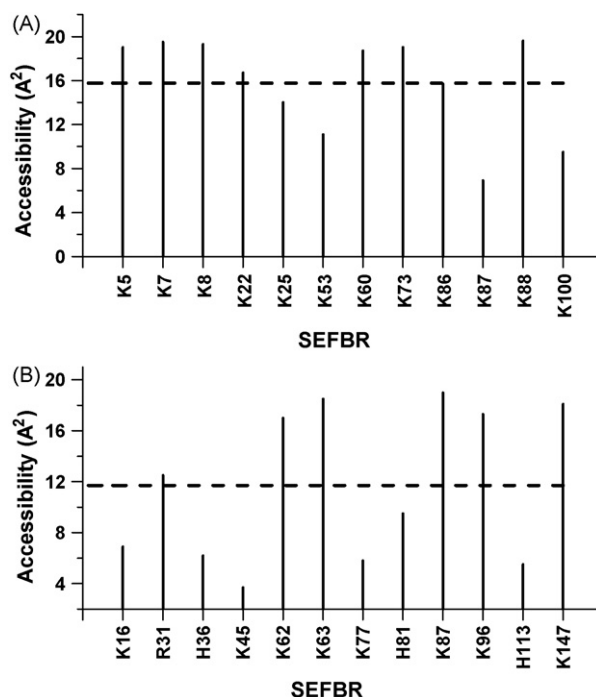 (A)
Accessibility (A²)
20
16
12
8
4
0
K5 K7 K8 K22 K25 K53 K60 K73 K86 K87 K88 K100
SEFBR
(B)
Accessibility (A²)
20
16
12
8
4
K16 R31 H36 K45 K62 K63 K77 H81 K87 K96 H113 K147
SEFBR